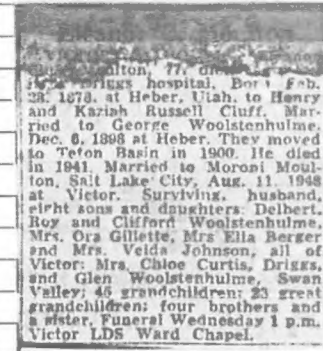 ulton, 77, di
Driggs hospital. Born Feb.
28, 1878, at Heber, Utah, to Henry
and Keziah Russell Cluff. Mar-
ried to George Woolstenhulme,
Dec. 6, 1898 at Heber. They moved
to Teton Basin in 1900. He died
in 1941. Married to Moroni Moul-
ton, Salt Lake City, Aug. 11, 1948
at Victor. Surviving, husband,
eight sons and daughters: Delbert,
Roy and Clifford Woolstenhulme,
Mrs. Ora Gillette, Mrs Ella Berger
and Mrs. Velda Johnson, all of
Victor; Mrs. Chloe Curtis, Driggs,
and Glen Woolstenhulme, Swan
Valley; 45 grandchildren; 23 great
grandchildren; four brothers and
a sister. Funeral Wednesday 1 p.m.
Victor LDS Ward Chapel.